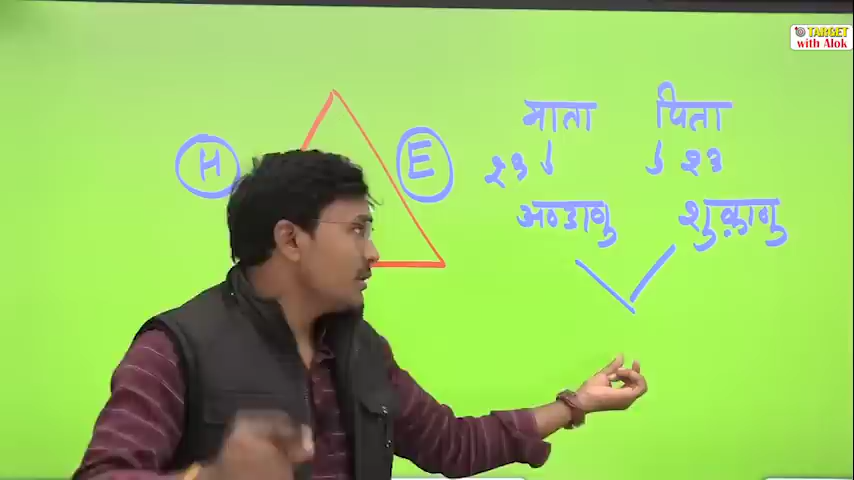 TARGET
with Alok
H
E
माता पिता
२३ २३
अण्डाणु शुक्राणु